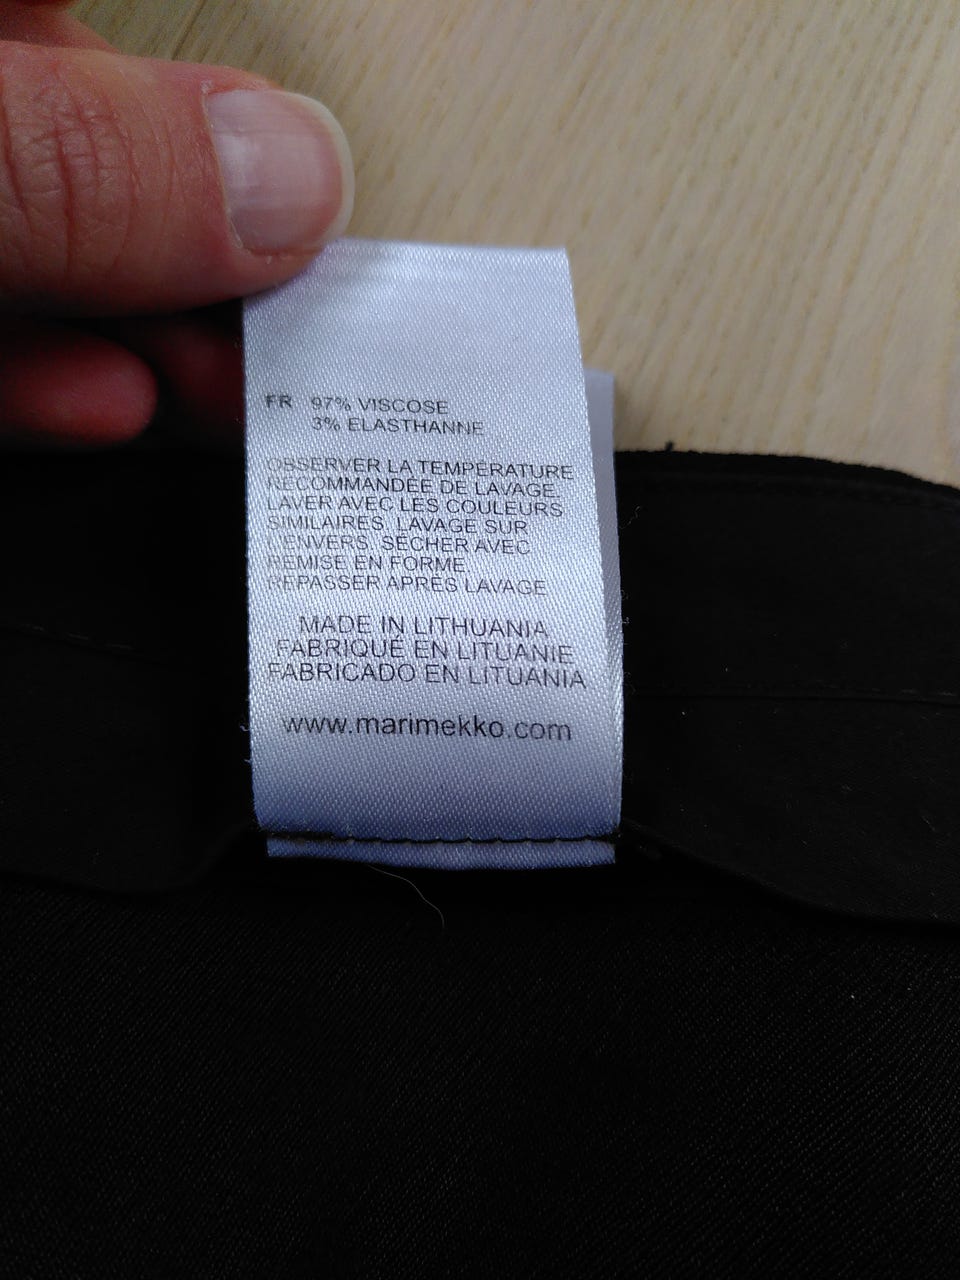 FR 97% VISCOSE
3% ELASTHANNE
OBSERVER LA TEMPÉRATURE
RECOMMANDÉE DE LAVAGE.
LAVER AVEC LES COULEURS
SIMILAIRES. LAVAGE SUR
L'ENVERS. SÉCHER AVEC
REMISE EN FORME
REPASSER APRÈS LAVAGE
MADE IN LITHUANIA
FABRIQUÉ EN LITUANIE
FABRICADO EN LITUANIA
www.marimekko.com